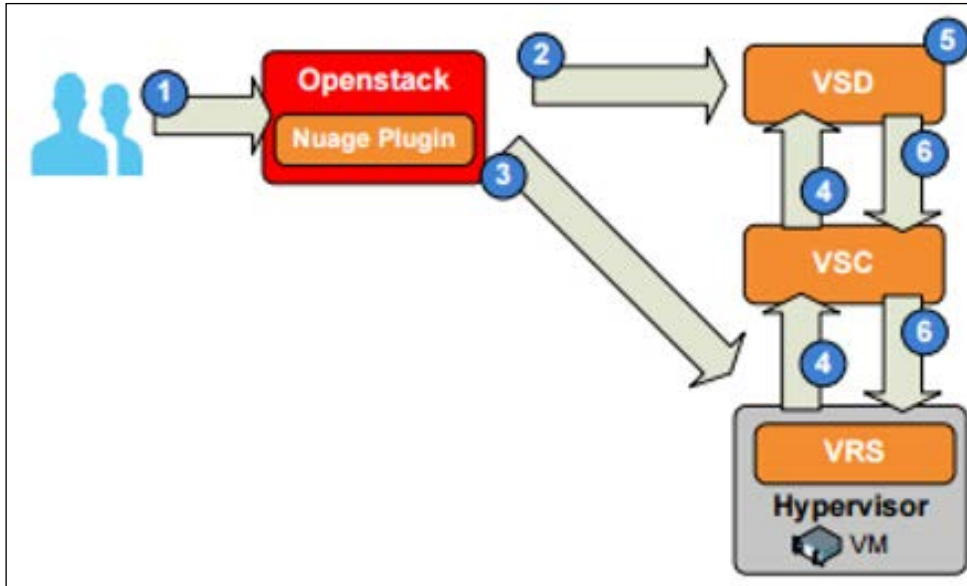 1
Openstack
Nuage Plugin
2
3
VSD
5
4
6
VSC
4
6
VRS
Hypervisor
VM